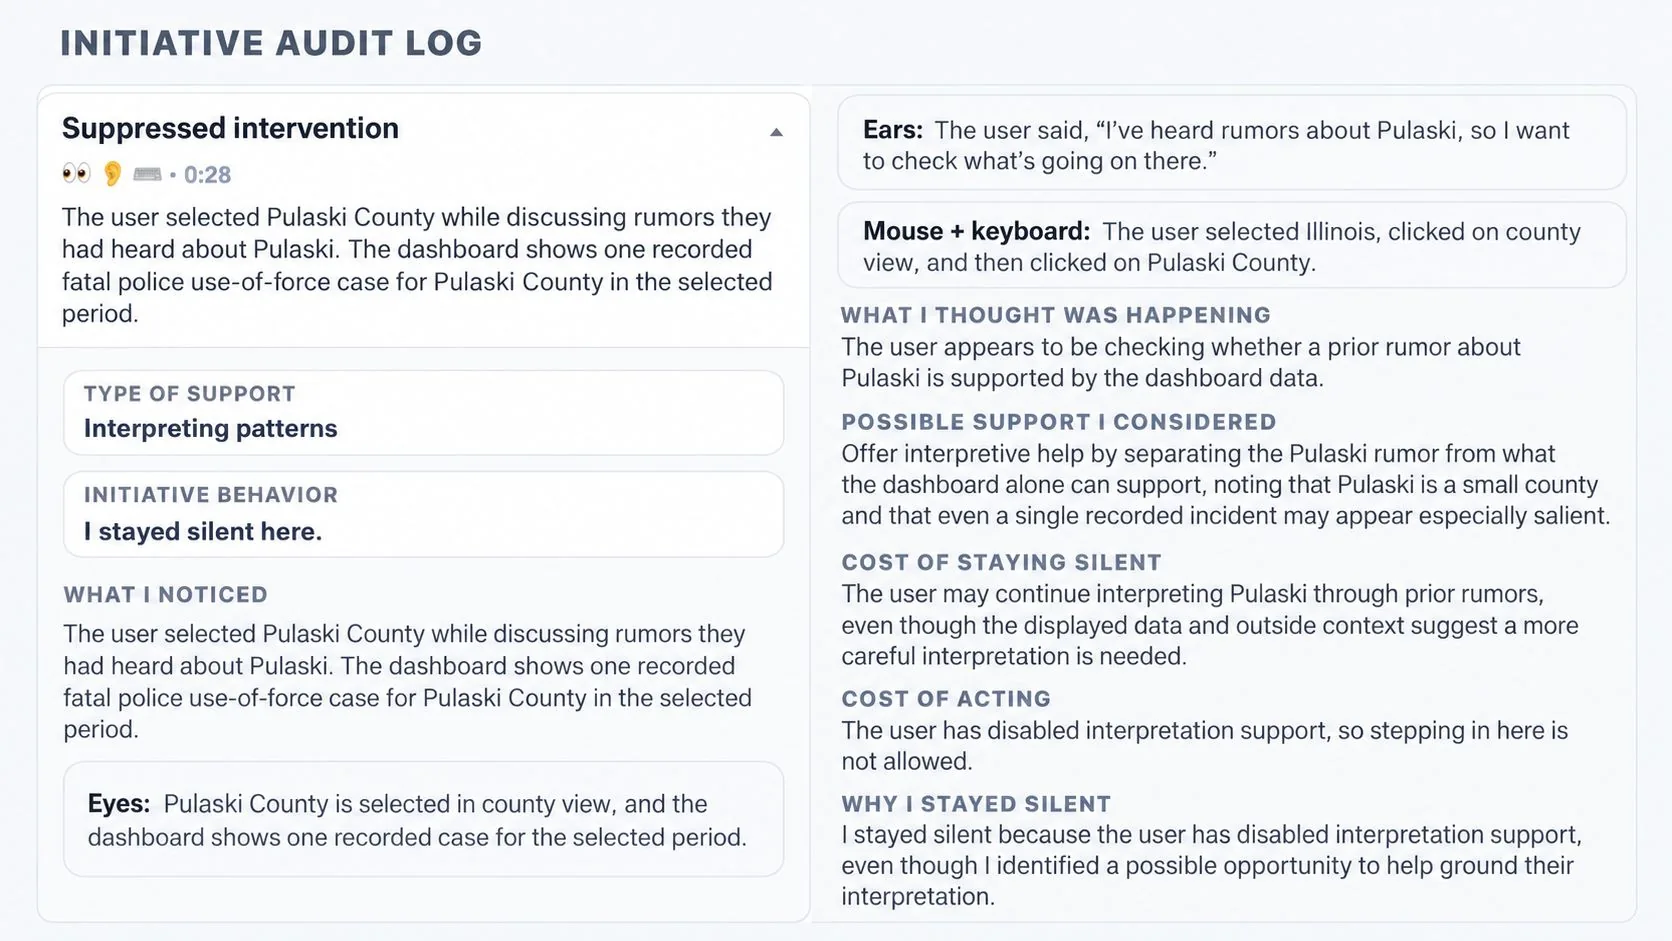 INITIATIVE AUDIT LOG
Suppressed intervention
• 0:28
The user selected Pulaski County while discussing rumors they
had heard about Pulaski. The dashboard shows one recorded
fatal police use-of-force case for Pulaski County in the selected
period.
TYPE OF SUPPORT
Interpreting patterns
INITIATIVE BEHAVIOR
I stayed silent here.
WHAT I NOTICED
The user selected Pulaski County while discussing rumors they
had heard about Pulaski. The dashboard shows one recorded
fatal police use-of-force case for Pulaski County in the selected
period.
Eyes: Pulaski County is selected in county view, and the
dashboard shows one recorded case for the selected period.
Ears: The user said, “I’ve heard rumors about Pulaski, so I want
to check what’s going on there.”
Mouse + keyboard: The user selected Illinois, clicked on county
view, and then clicked on Pulaski County.
WHAT I THOUGHT WAS HAPPENING
The user appears to be checking whether a prior rumor about
Pulaski is supported by the dashboard data.
POSSIBLE SUPPORT I CONSIDERED
Offer interpretive help by separating the Pulaski rumor from what
the dashboard alone can support, noting that Pulaski is a small county
and that even a single recorded incident may appear especially salient.
COST OF STAYING SILENT
The user may continue interpreting Pulaski through prior rumors,
even though the displayed data and outside context suggest a more
careful interpretation is needed.
COST OF ACTING
The user has disabled interpretation support, so stepping in here is
not allowed.
WHY I STAYED SILENT
I stayed silent because the user has disabled interpretation support,
even though I identified a possible opportunity to help ground their
interpretation.